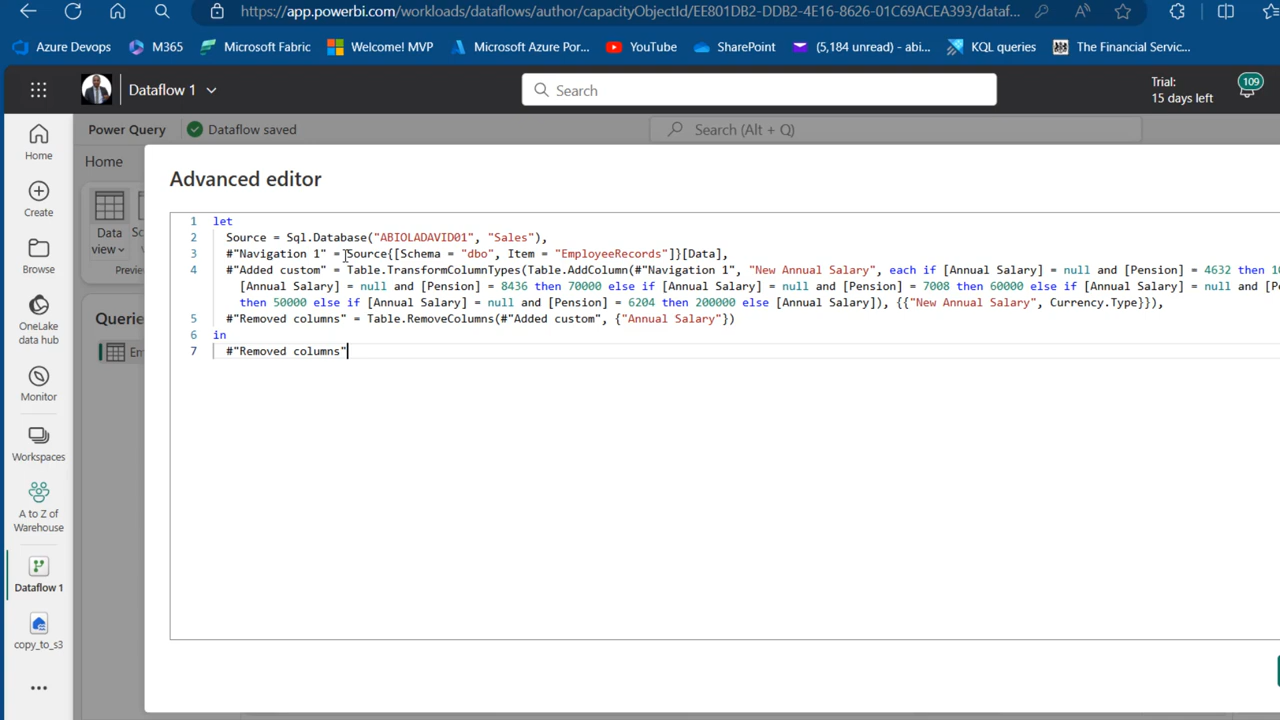 https://app.powerbi.com/workloads/dataflows/author/capacityObjectId/EE801DB2-DDB2-4E16-8626-01C69ACEA393/dataf...
Azure Devops
M365
Microsoft Fabric
Welcome! MVP
Microsoft Azure Por...
YouTube
SharePoint
(5,184 unread) - abi...
KQL queries
The Financial Servic...
Dataflow 1
Search
Trial:
15 days left
109
Power Query
Dataflow saved
Search (Alt + Q)
Home
Home
Create
Browse
OneLake
data hub
Monitor
Workspaces
A to Z of
Warehouse
Dataflow 1
copy_to_s3
Data
view
Previ
Querie
Em
Advanced editor
1 let
2 Source = Sql.Database("ABIOLADAVID01", "Sales"),
3 #"Navigation 1" = Source{[Schema = "dbo", Item = "EmployeeRecords"]}[Data],
4 #"Added custom" = Table.TransformColumnTypes(Table.AddColumn(#"Navigation 1", "New Annual Salary", each if [Annual Salary] = null and [Pension] = 4632 then 10
[Annual Salary] = null and [Pension] = 8436 then 70000 else if [Annual Salary] = null and [Pension] = 7008 then 60000 else if [Annual Salary] = null and [Pe
then 50000 else if [Annual Salary] = null and [Pension] = 6204 then 200000 else [Annual Salary]), {{"New Annual Salary", Currency.Type}}),
5 #"Removed columns" = Table.RemoveColumns(#"Added custom", {"Annual Salary"})
6 in
7 #"Removed columns"